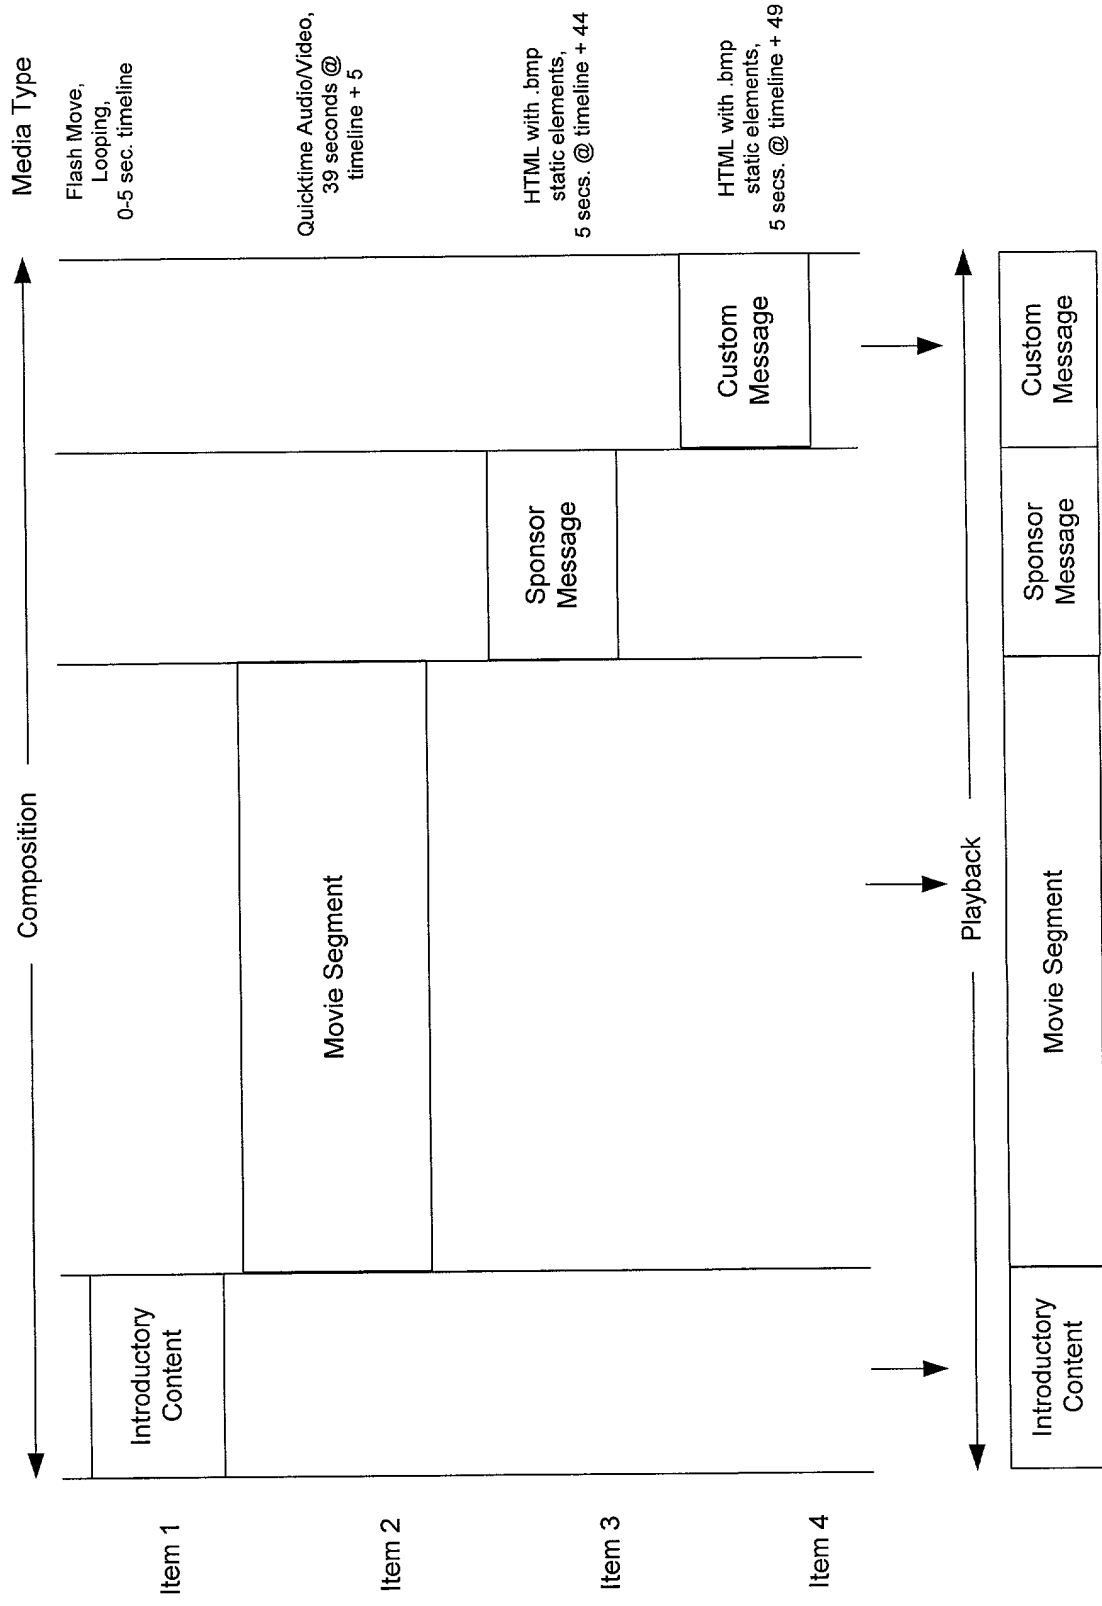 Composition
Media Type
Item 1
Introductory
Content
Flash Move,
Looping,
0-5 sec. timeline
Item 2
Movie Segment
Quicktime Audio/Video,
39 seconds @
timeline + 5
Item 3
Sponsor
Message
HTML with .bmp
static elements,
5 secs. @ timeline + 44
Item 4
Custom
Message
HTML with .bmp
static elements,
5 secs. @ timeline + 49
Playback
Introductory
Content
Movie Segment
Sponsor
Message
Custom
Message